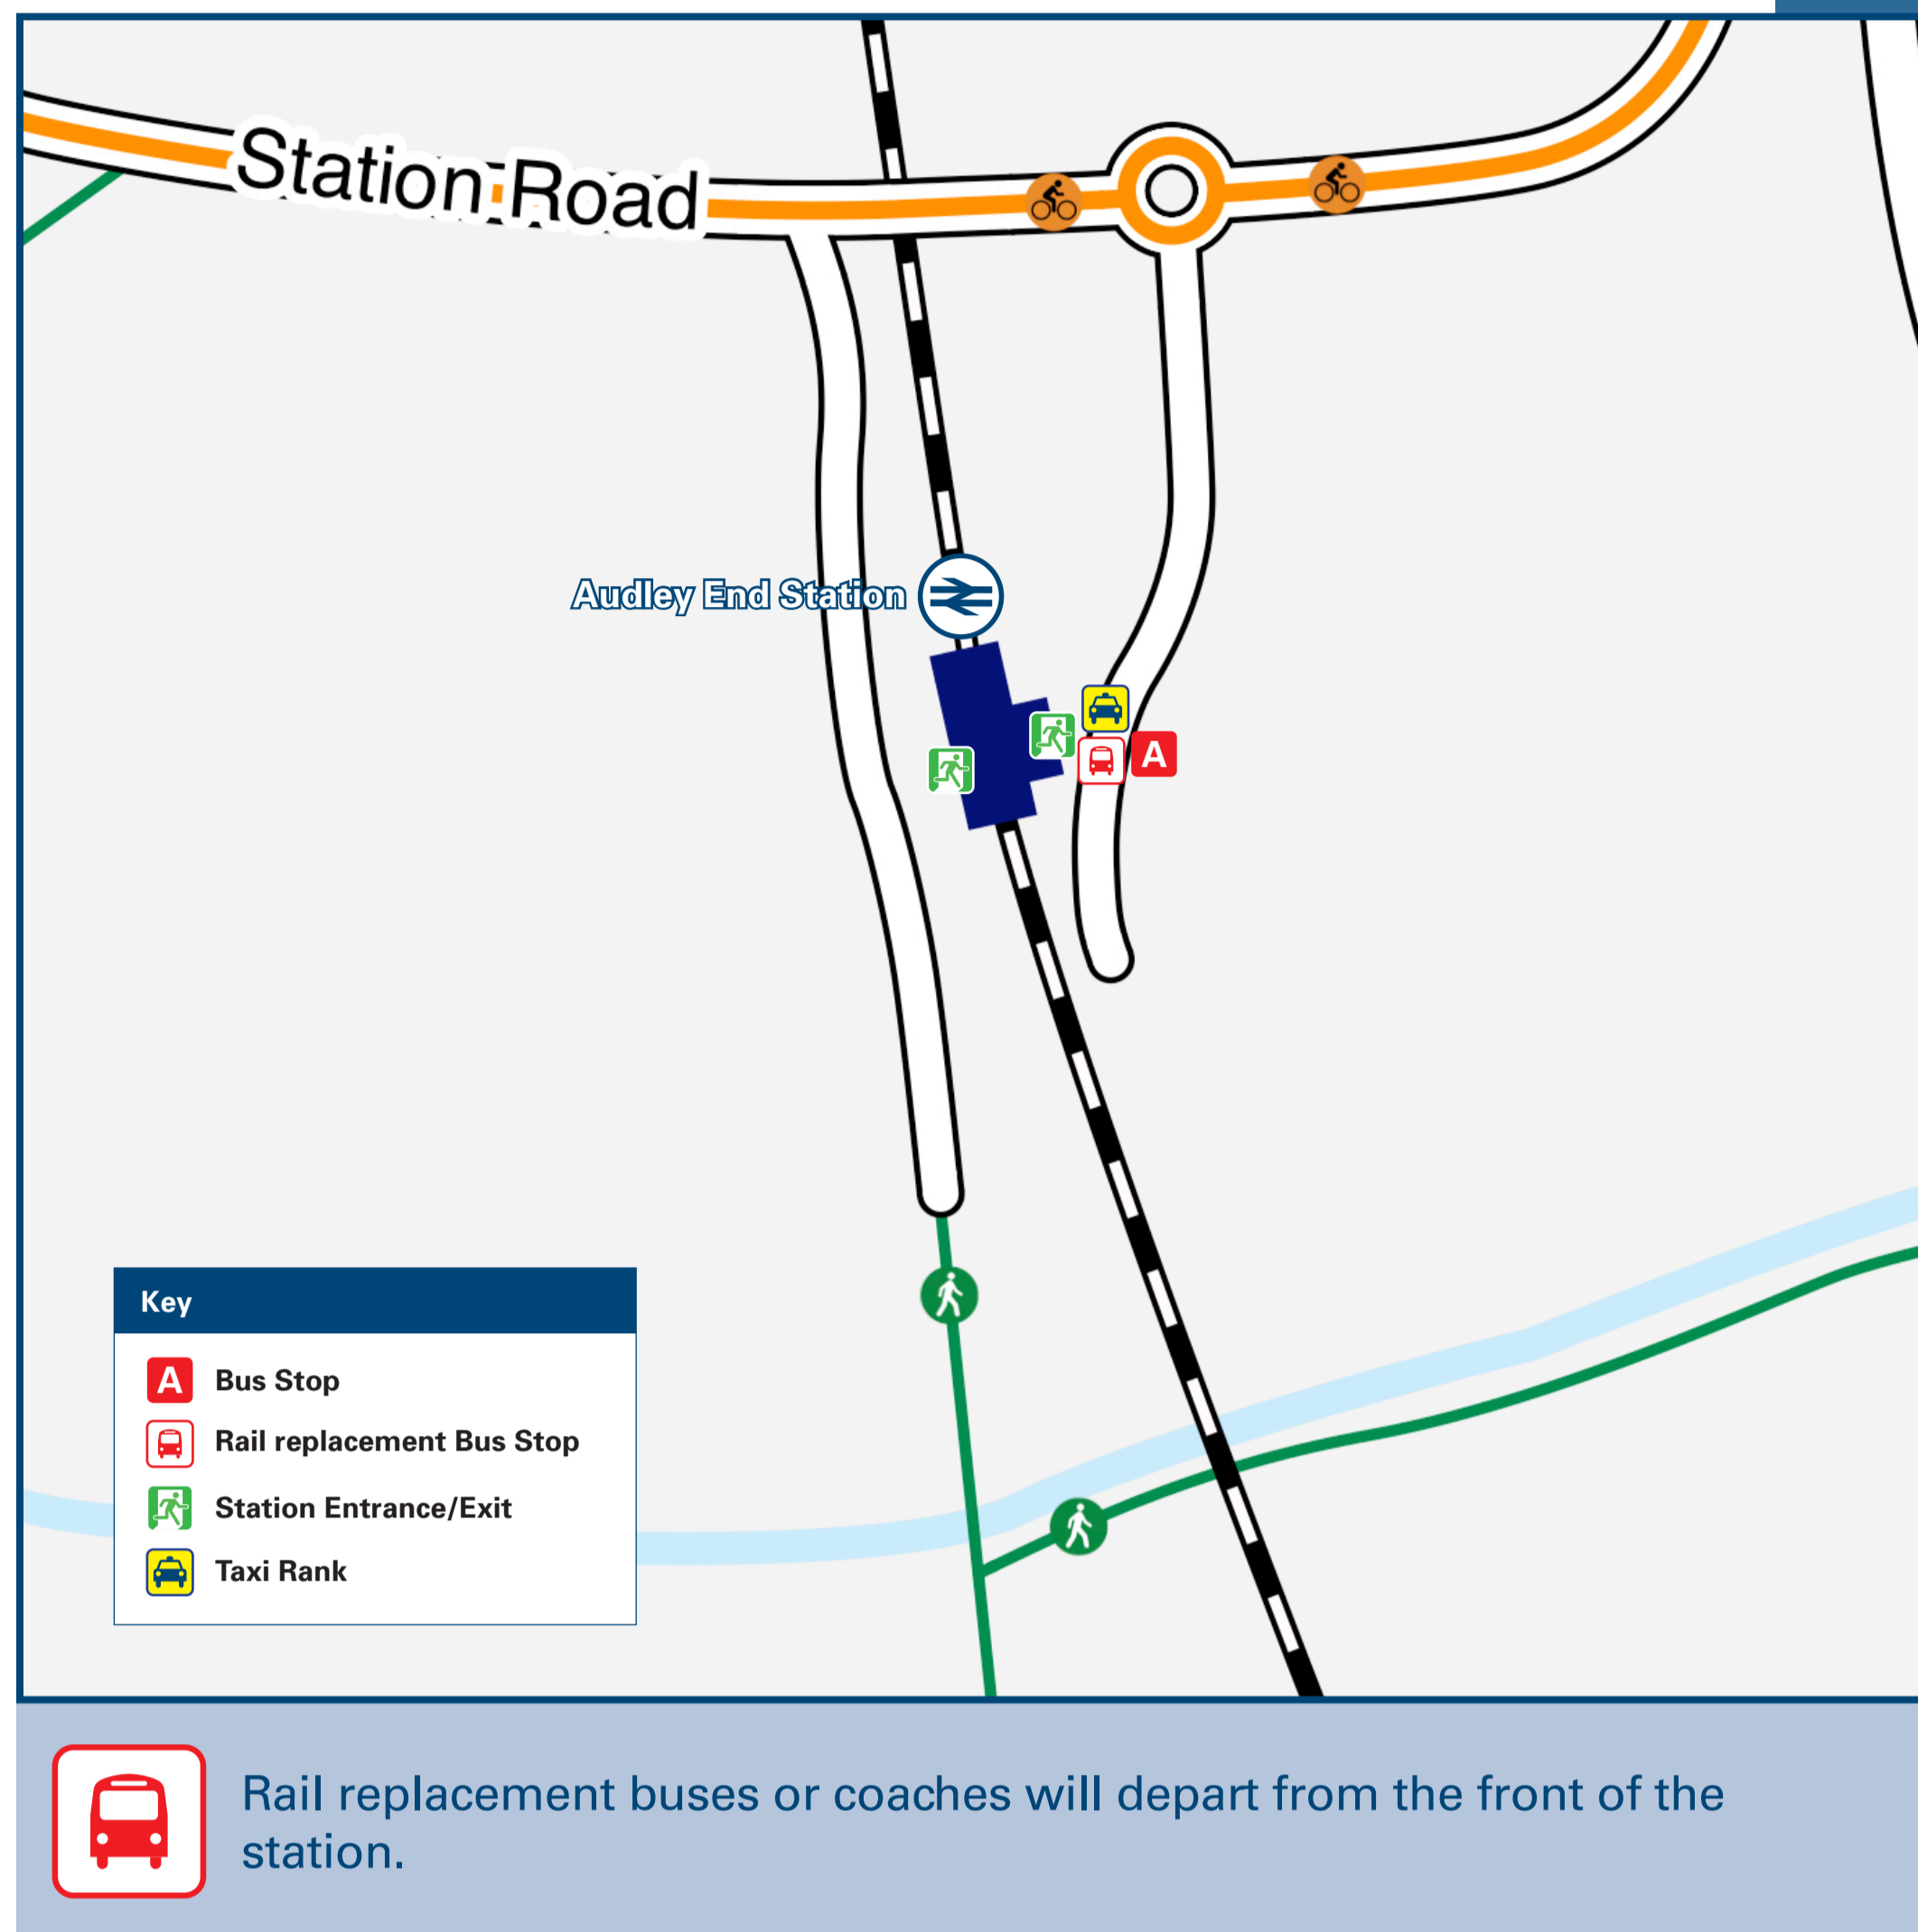 Station Road
Audley End Station
A
Key
A Bus Stop
Rail replacement Bus Stop
Station Entrance/Exit
Taxi Rank
Rail replacement buses or coaches will depart from the front of the
station.